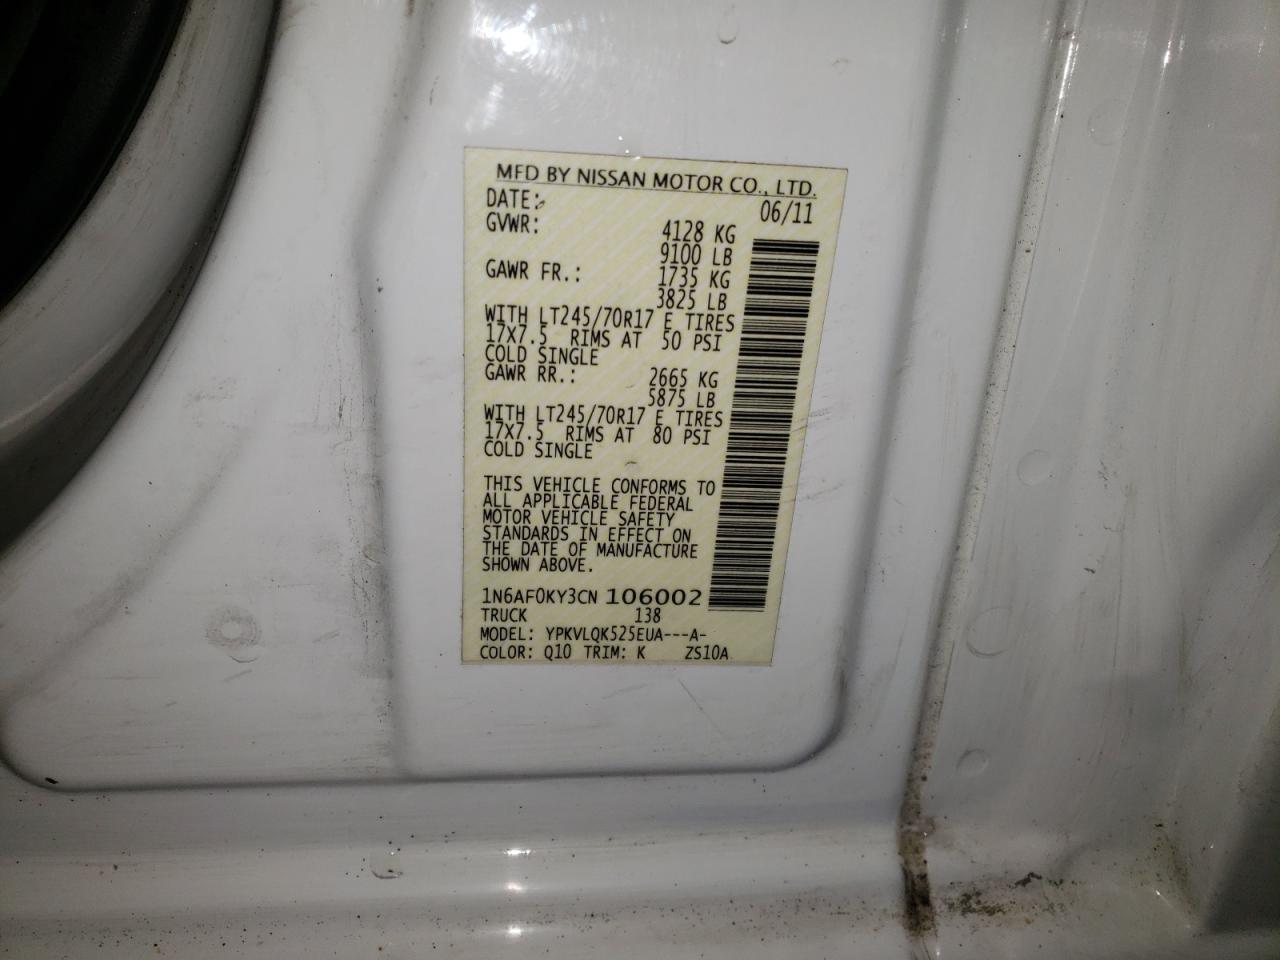 MFD BY NISSAN MOTOR CO., LTD.
DATE: 06/11
GVWR: 4128 KG
9100 LB
GAWR FR.: 1735 KG
3825 LB
WITH LT245/70R17 E TIRES
17X7.5 RIMS AT 50 PSI
COLD SINGLE
GAWR RR.: 2665 KG
5875 LB
WITH LT245/70R17 E TIRES
17X7.5 RIMS AT 80 PSI
COLD SINGLE
THIS VEHICLE CONFORMS TO
ALL APPLICABLE FEDERAL
MOTOR VEHICLE SAFETY
STANDARDS IN EFFECT ON
THE DATE OF MANUFACTURE
SHOWN ABOVE.
1N6AF0KY3CN 106002
TRUCK 138
MODEL: YPKVLQK525EUA---A-
COLOR: Q10 TRIM: K ZS10A